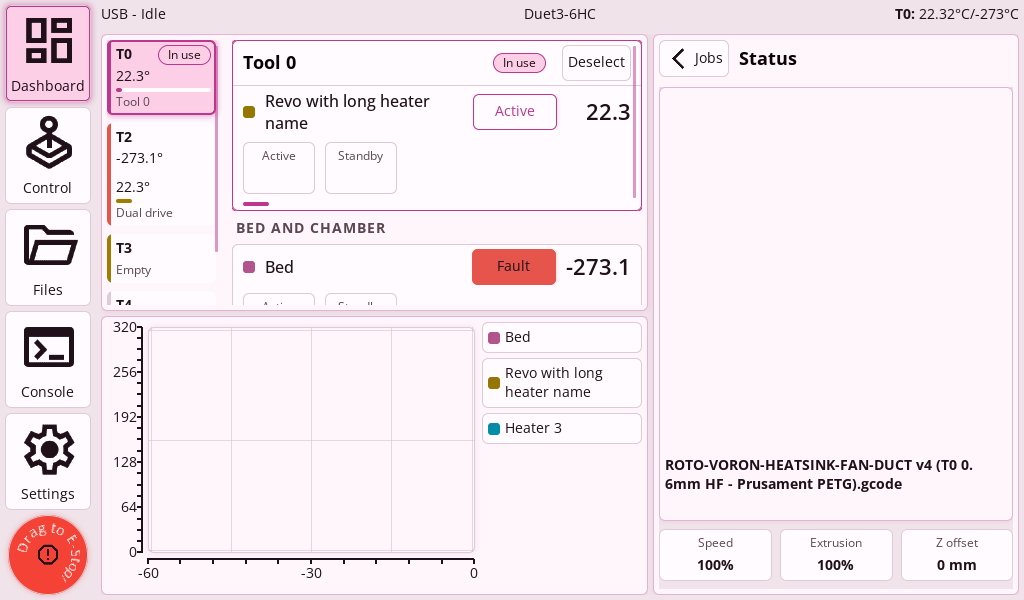 USB - Idle
Duet3-6HC
T0: 22.32°C/-273°C
Dashboard
Control
Files
Console
Settings
Drag to E-Stop!
T0
In use
22.3°
Tool 0
T2
-273.1°
22.3°
Dual drive
T3
Empty
T4
Tool 0
In use
Deselect
Revo with long heater
name
Active
22.3
Active
Standby
BED AND CHAMBER
Bed
Fault
-273.1
Active
Standby
320
256
192
128
64
0
-60
-30
0
Bed
Revo with long
heater name
Heater 3
Jobs
Status
ROTO-VORON-HEATSINK-FAN-DUCT v4 (T0 0.
6mm HF - Prusament PETG).gcode
Speed
100%
Extrusion
100%
Z offset
0 mm